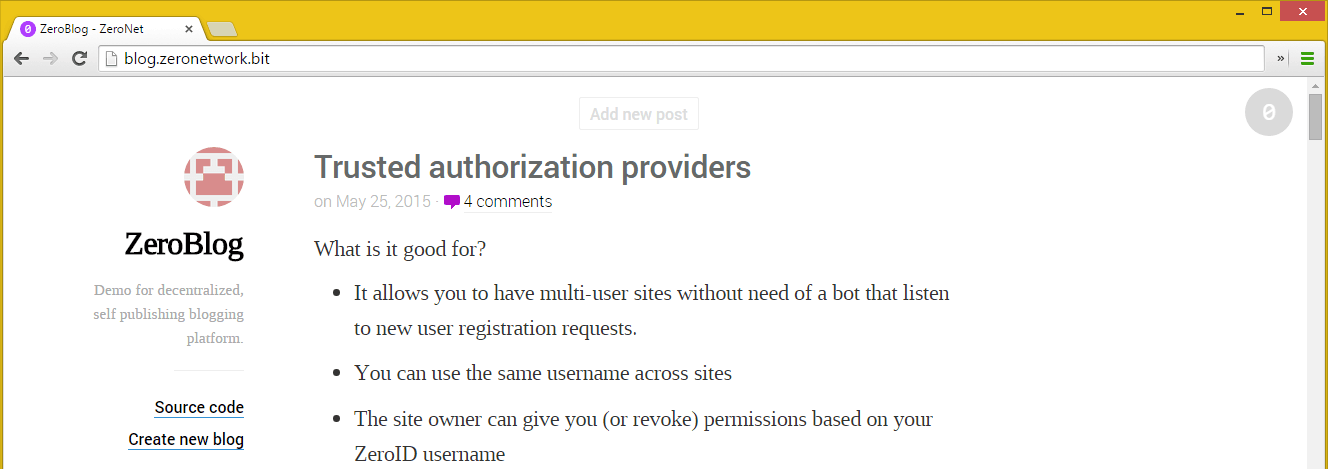 0 ZeroBlog - ZeroNet
blog.zeronetwork.bit
»
Add new post
0
Trusted authorization providers
on May 25, 2015 · 4 comments
ZeroBlog
Demo for decentralized,
self publishing blogging
platform.
Source code
Create new blog
What is it good for?
• It allows you to have multi-user sites without need of a bot that listen
to new user registration requests.
• You can use the same username across sites
• The site owner can give you (or revoke) permissions based on your
ZeroID username